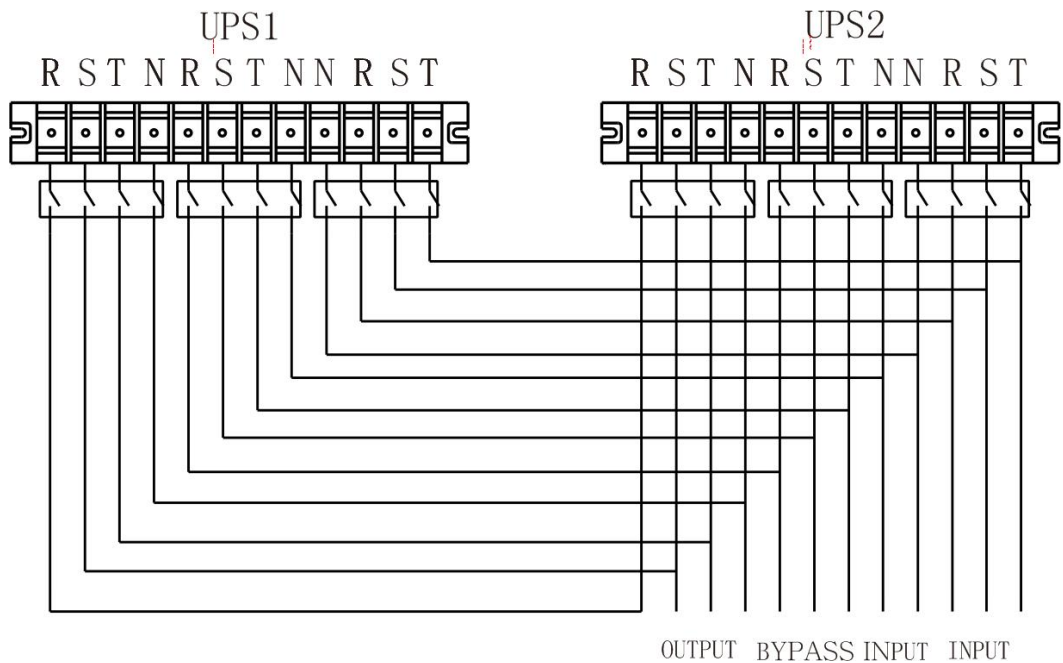 UPS1 UPS2
R S T N R S T N N R S T R S T N R S T N N R S T
OUTPUT BYPASS INPUT INPUT